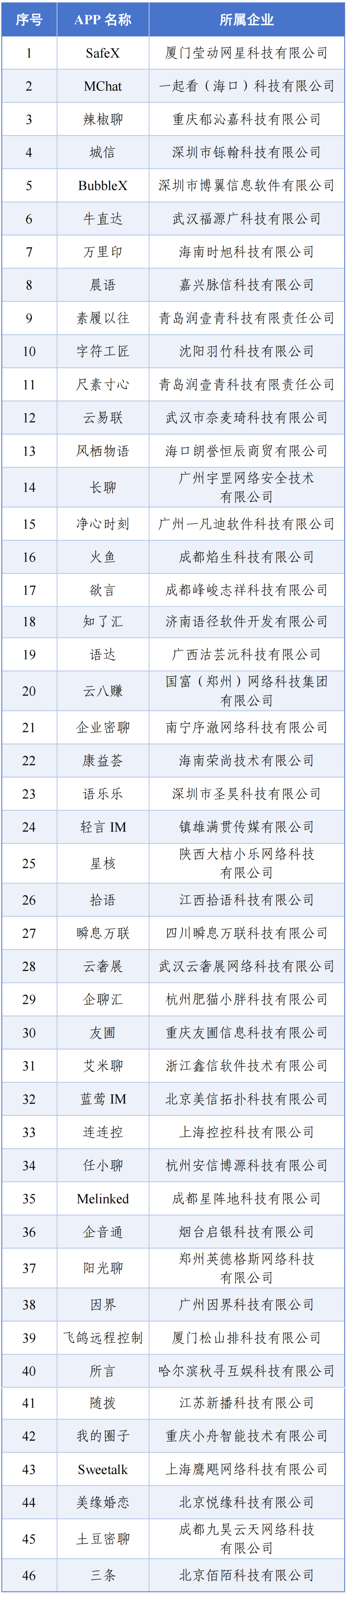 序号 APP 名称 所属企业
1 SafeX 厦门莹动网星科技有限公司
2 MChat 一起看（海口）科技有限公司
3 辣椒聊 重庆郁沁嘉科技有限公司
4 城信 深圳市铄翰科技有限公司
5 BubbleX 深圳市博翼信息软件有限公司
6 牛直达 武汉福源广科技有限公司
7 万里印 海南时旭科技有限公司
8 晨语 嘉兴脉信科技有限公司
9 素履以往 青岛润壹青科技有限责任公司
10 字符工匠 沈阳羽竹科技有限公司
11 尺素寸心 青岛润壹青科技有限责任公司
12 云易联 武汉市奈麦琦科技有限公司
13 风栖物语 海口朗誉恒辰商贸有限公司
14 长聊 广州宇罡网络安全技术
有限公司
15 净心时刻 广州一凡迪软件科技有限公司
16 火鱼 成都焰生科技有限公司
17 欲言 成都峰峻志祥科技有限公司
18 知了汇 济南语径软件开发有限公司
19 语达 广西沽芸沅科技有限公司
20 云八赚 国富（郑州）网络科技集团
有限公司
21 企业密聊 南宁序澈网络科技有限公司
22 康益荟 海南荣尚技术有限公司
23 语乐乐 深圳市圣昊科技有限公司
24 轻言 IM 镇雄满贯传媒有限公司
25 星核 陕西大桔小乐网络科技
有限公司
26 拾语 江西拾语科技有限公司
27 瞬息万联 四川瞬息万联科技有限公司
28 云奢展 武汉云奢展网络科技有限公司
29 企聊汇 杭州肥猫小胖科技有限公司
30 友圃 重庆友圃信息科技有限公司
31 艾米聊 浙江鑫信软件技术有限公司
32 蓝莺 IM 北京美信拓扑科技有限公司
33 连连控 上海控控科技有限公司
34 任小聊 杭州安信博源科技有限公司
35 Melinked 成都星阵地科技有限公司
36 企音通 烟台启银科技有限公司
37 阳光聊 郑州英德格斯网络科技
有限公司
38 因界 广州因界科技有限公司
39 飞鸽远程控制 厦门松山排科技有限公司
40 所言 哈尔滨秋寻互娱科技有限公司
41 随拨 江苏新播科技有限公司
42 我的圈子 重庆小舟智能技术有限公司
43 Sweetalk 上海鹰飓网络科技有限公司
44 美缘婚恋 北京悦缘科技有限公司
45 土豆密聊 成都九昊云天网络科技
有限公司
46 三条 北京佰陌科技有限公司